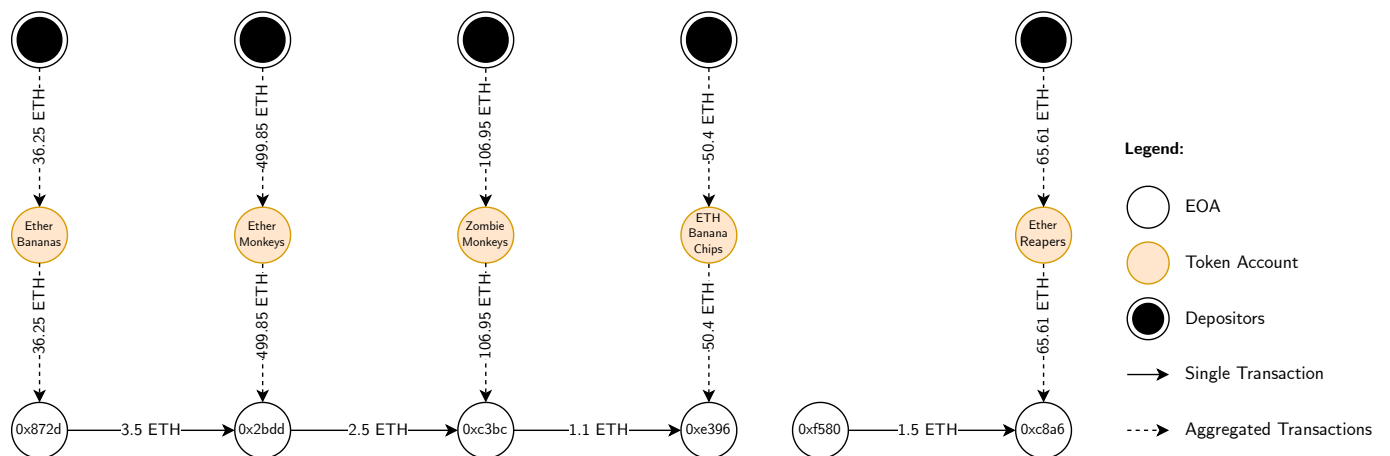 36.25 ETH
499.85 ETH
106.95 ETH
50.4 ETH
65.61 ETH
Legend:
EOA
Ether
Bananas
Ether
Monkeys
Zombie
Monkeys
ETH
Banana
Chips
Ether
Reapers
Token Account
Depositors
36.25 ETH
499.85 ETH
106.95 ETH
50.4 ETH
65.61 ETH
Single Transaction
0x872d
3.5 ETH
0x2bdd
2.5 ETH
0xc3bc
1.1 ETH
0xe396
0xf580
1.5 ETH
0xc8a6
Aggregated Transactions